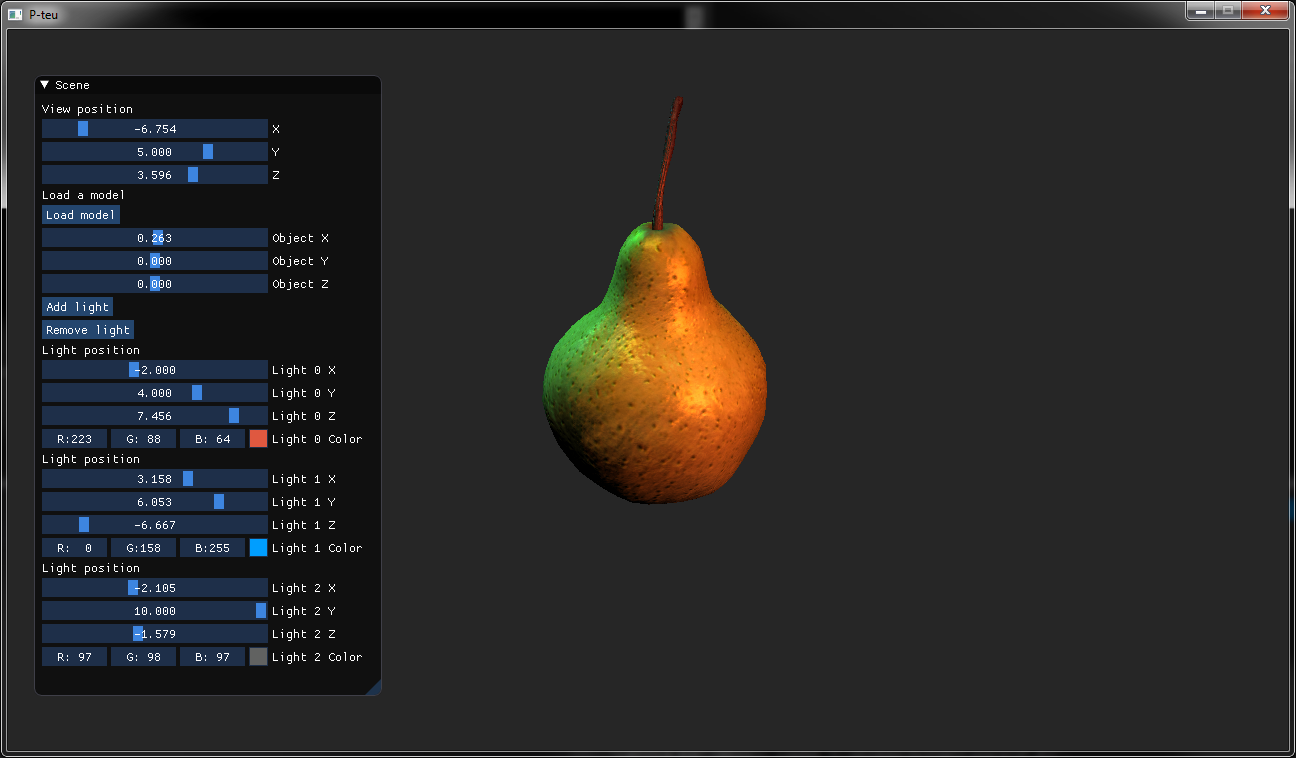 P-teu
Scene
View position
-6.754 X
5.000 Y
3.596 Z
Load a model
Load model
0.263 Object X
0.000 Object Y
0.000 Object Z
Add light
Remove light
Light position
-2.000 Light 0 X
4.000 Light 0 Y
7.456 Light 0 Z
R:223 G: 88 B: 64 Light 0 Color
Light position
3.158 Light 1 X
6.053 Light 1 Y
-6.667 Light 1 Z
R: 0 G:158 B:255 Light 1 Color
Light position
-2.105 Light 2 X
10.000 Light 2 Y
-1.579 Light 2 Z
R: 97 G: 98 B: 97 Light 2 Color